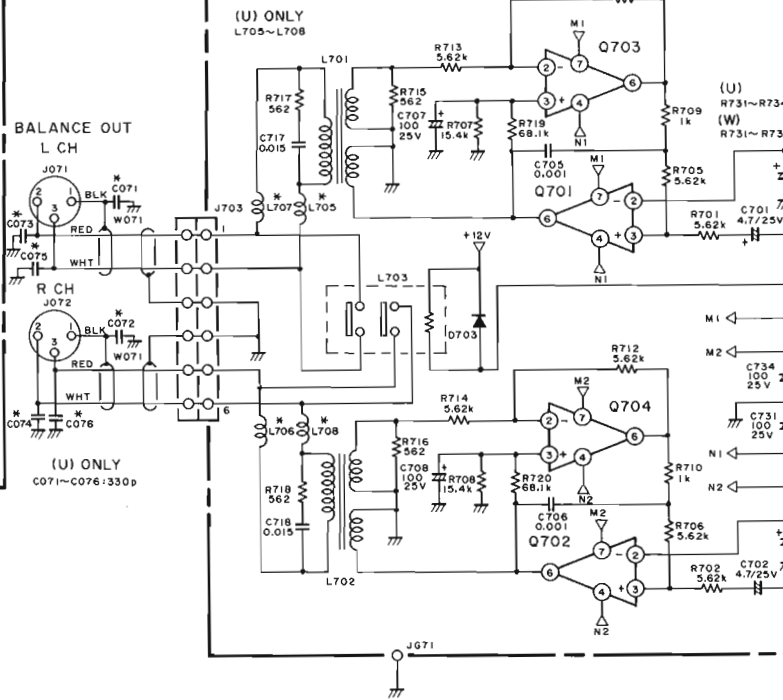 (U) ONLY
L705~L708
BALANCE OUT
L CH
J071
2
1
3
BLK
*
C071
W071
*
C073
RED
*
C075
WHT
R CH
J072
2
1
3
BLK
*
C072
W071
RED
WHT
*
C074
*
C076
(U) ONLY
C071~C076:330p
J703
1
6
L701
R717
562
C717
0.015
*
L707
*
L705
R715
562
R713
5.62k
C707
100
25V
+
R707
15.4k
R719
68.1k
M1
Q703
2
-
7
6
3
+
4
N1
R709
1k
C705
0.001
M1
Q701
R705
5.62k
7
-
2
6
4
+
3
N1
R701
5.62k
C701
4.7/25V
+
(U)
R731~R734
(W)
+
+12V
L703
D703
M1
M2
C734
100
25V
C731
100
25V
N1
N2
R712
5.62k
R714
5.62k
M2
Q704
2
-
7
6
3
+
4
N2
*
L706
*
L708
R716
562
C708
100
25V
+
R708
15.4k
R720
68.1k
R710
1k
R718
562
C718
0.015
L702
C706
0.001
M2
Q702
R706
5.62k
7
-
2
6
4
+
3
N2
R702
5.62k
C702
4.7/25V
+
JG71